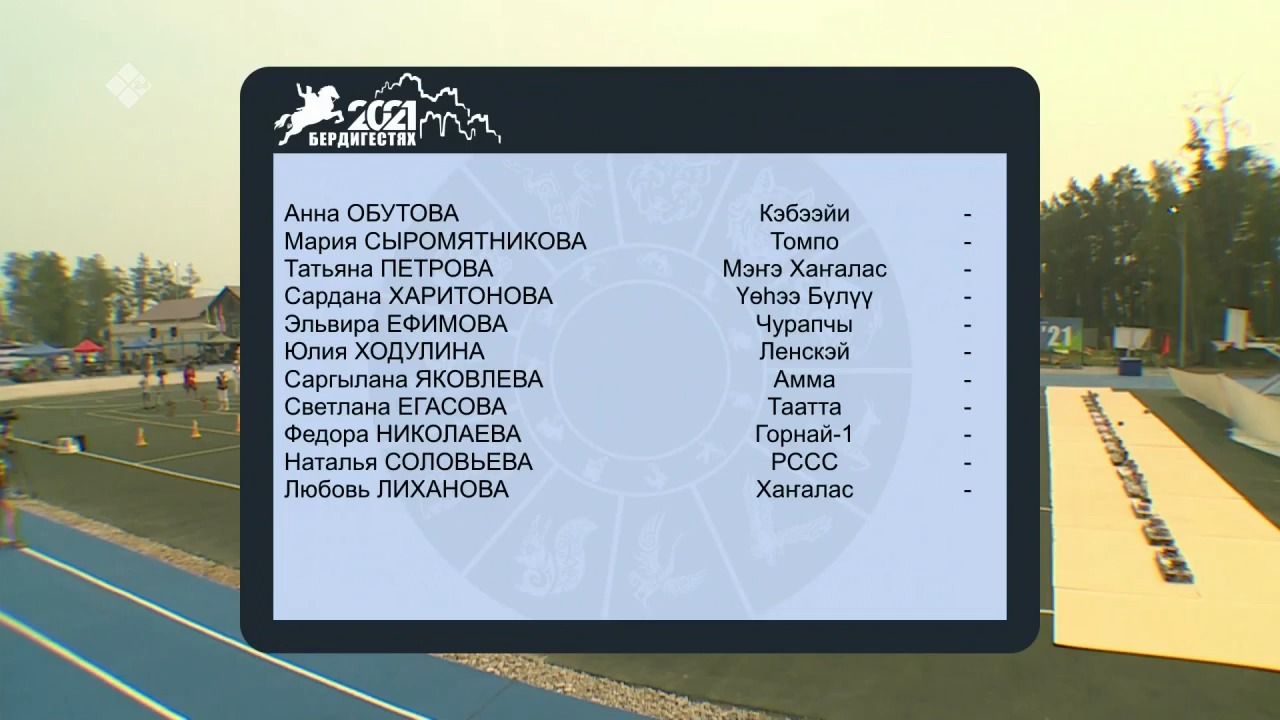 2021
БЕРДИГЕСТЯХ
Анна ОБУТОВА Кэбээйи -
Мария СЫРОМЯТНИКОВА Томпо -
Татьяна ПЕТРОВА Мэҥэ Хаҥалас -
Сардана ХАРИТОНОВА Үөһээ Бүлүү -
Эльвира ЕФИМОВА Чурапчы -
Юлия ХОДУЛИНА Ленскэй -
Саргылана ЯКОВЛЕВА Амма -
Светлана ЕГАСОВА Таатта -
Федора НИКОЛАЕВА Горнай-1 -
Наталья СОЛОВЬЕВА РССС -
Любовь ЛИХАНОВА Хаҥалас -
'21